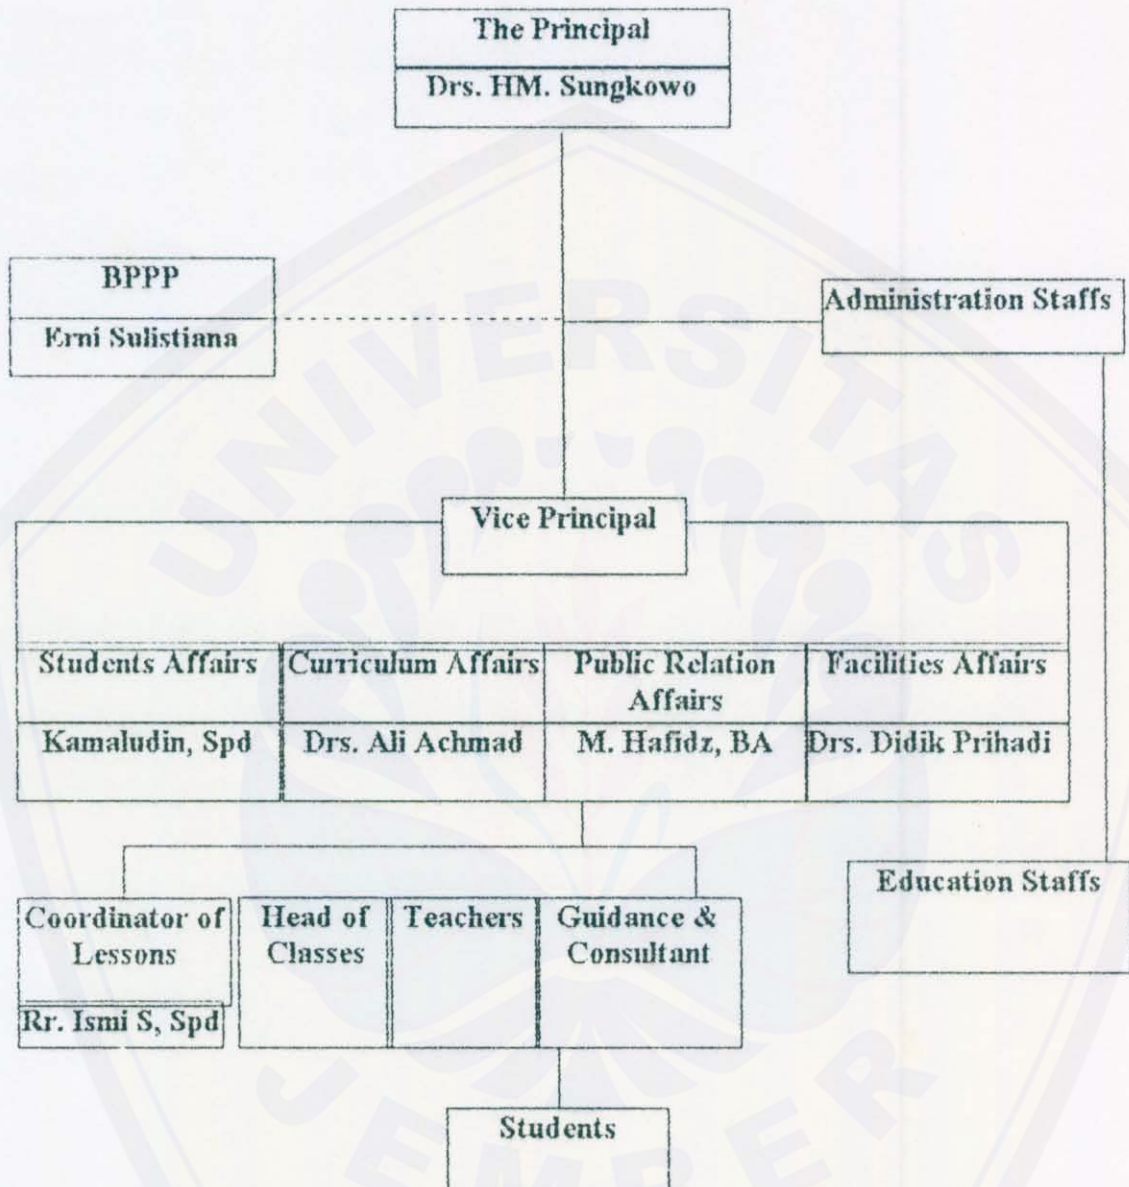 The Principal
Drs. HM. Sungkowo
BPPP
Erni Sulistiana
Administration Staffs
Vice Principal
Students Affairs
Curriculum Affairs
Public Relation
Affairs
Facilities Affairs
Kamaludin, Spd
Drs. Ali Achmad
M. Hafidz, BA
Drs. Didik Prihadi
Coordinator of
Lessons
Rr. Ismi S, Spd
Head of
Classes
Teachers
Guidance &
Consultant
Education Staffs
Students
UNIVERSITAS
JEMBER